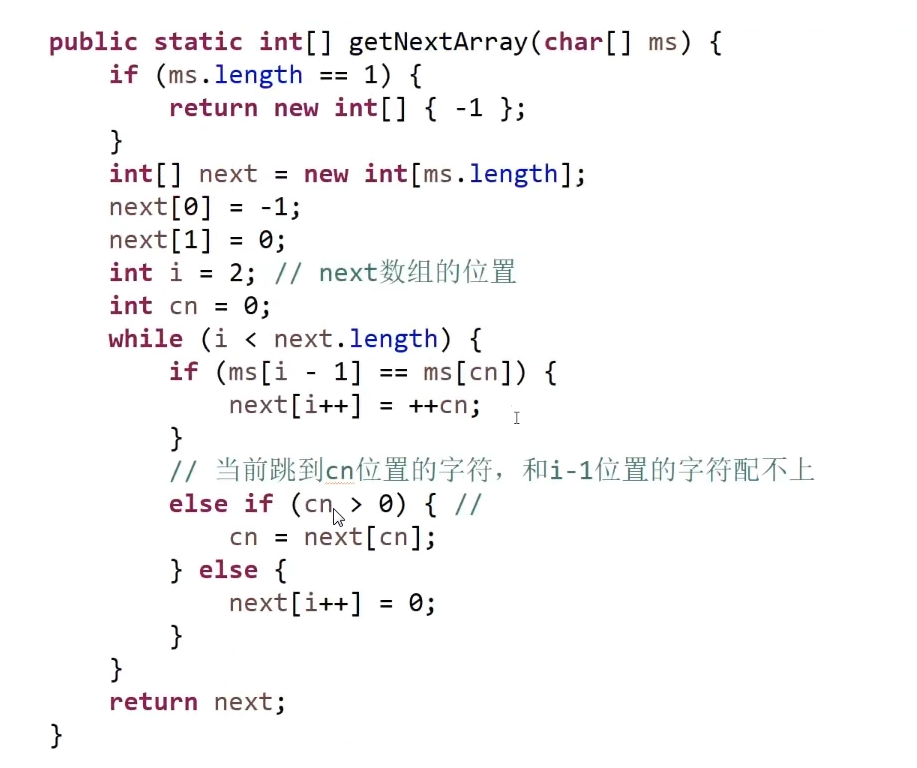 public static int[] getNextArray(char[] ms) {
if (ms.length == 1) {
return new int[] { -1 };
}
int[] next = new int[ms.length];
next[0] = -1;
next[1] = 0;
int i = 2; // next数组的位置
int cn = 0;
while (i < next.length) {
if (ms[i - 1] == ms[cn]) {
next[i++] = ++cn;
}
// 当前跳到cn位置的字符，和i-1位置的字符配不上
else if (cn > 0) { //
cn = next[cn];
} else {
next[i++] = 0;
}
}
return next;
}